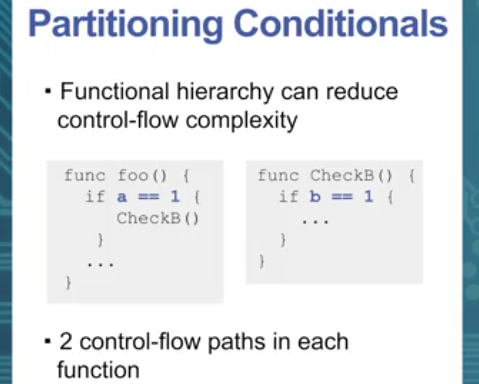 Partitioning Conditionals
▪ Functional hierarchy can reduce
control-flow complexity
func foo() {
if a == 1 {
CheckB()
}
...
}
func CheckB() {
if b == 1 {
...
}
}
▪ 2 control-flow paths in each
function